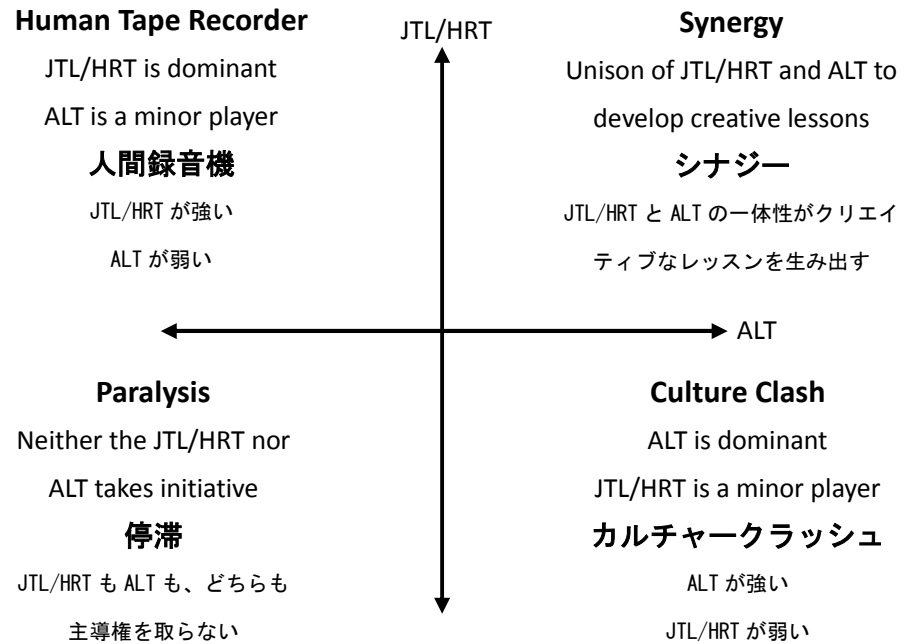 Human Tape Recorder
JTL/HRT is dominant
ALT is a minor player
人間録音機
JTL/HRT が強い
ALT が弱い
JTL/HRT
Synergy
Unison of JTL/HRT and ALT to
develop creative lessons
シナジー
JTL/HRT と ALT の一体性がクリエイ
ティブなレッスンを生み出す
ALT
Paralysis
Neither the JTL/HRT nor
ALT takes initiative
停滞
JTL/HRT も ALT も、どちらも
主導権を取らない
Culture Clash
ALT is dominant
JTL/HRT is a minor player
カルチャークラッシュ
ALT が強い
JTL/HRT が弱い